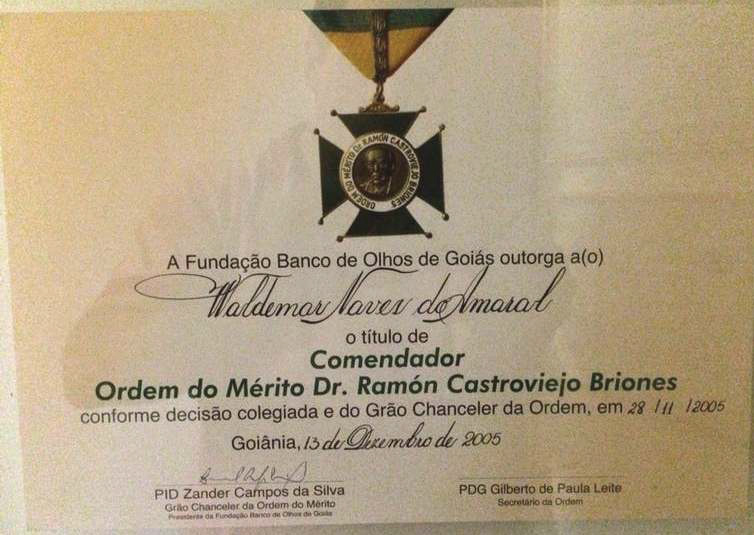 ORDEM DO MÉRITO Dr. RAMÓN CASTROVIEJO BRIONES
A Fundação Banco de Olhos de Goiás outorga a(o)
Waldemar Naves do Amaral
o título de
Comendador
Ordem do Mérito Dr. Ramón Castroviejo Briones
conforme decisão colegiada e do Grão Chanceler da Ordem, em 28 /11 /2005
Goiânia, 13 de Dezembro de 2005
PID Zander Campos da Silva
Grão Chanceler da Ordem do Mérito
Presidente da Fundação Banco de Olhos de Goiás
PDG Gilberto de Paula Leite
Secretário da Ordem